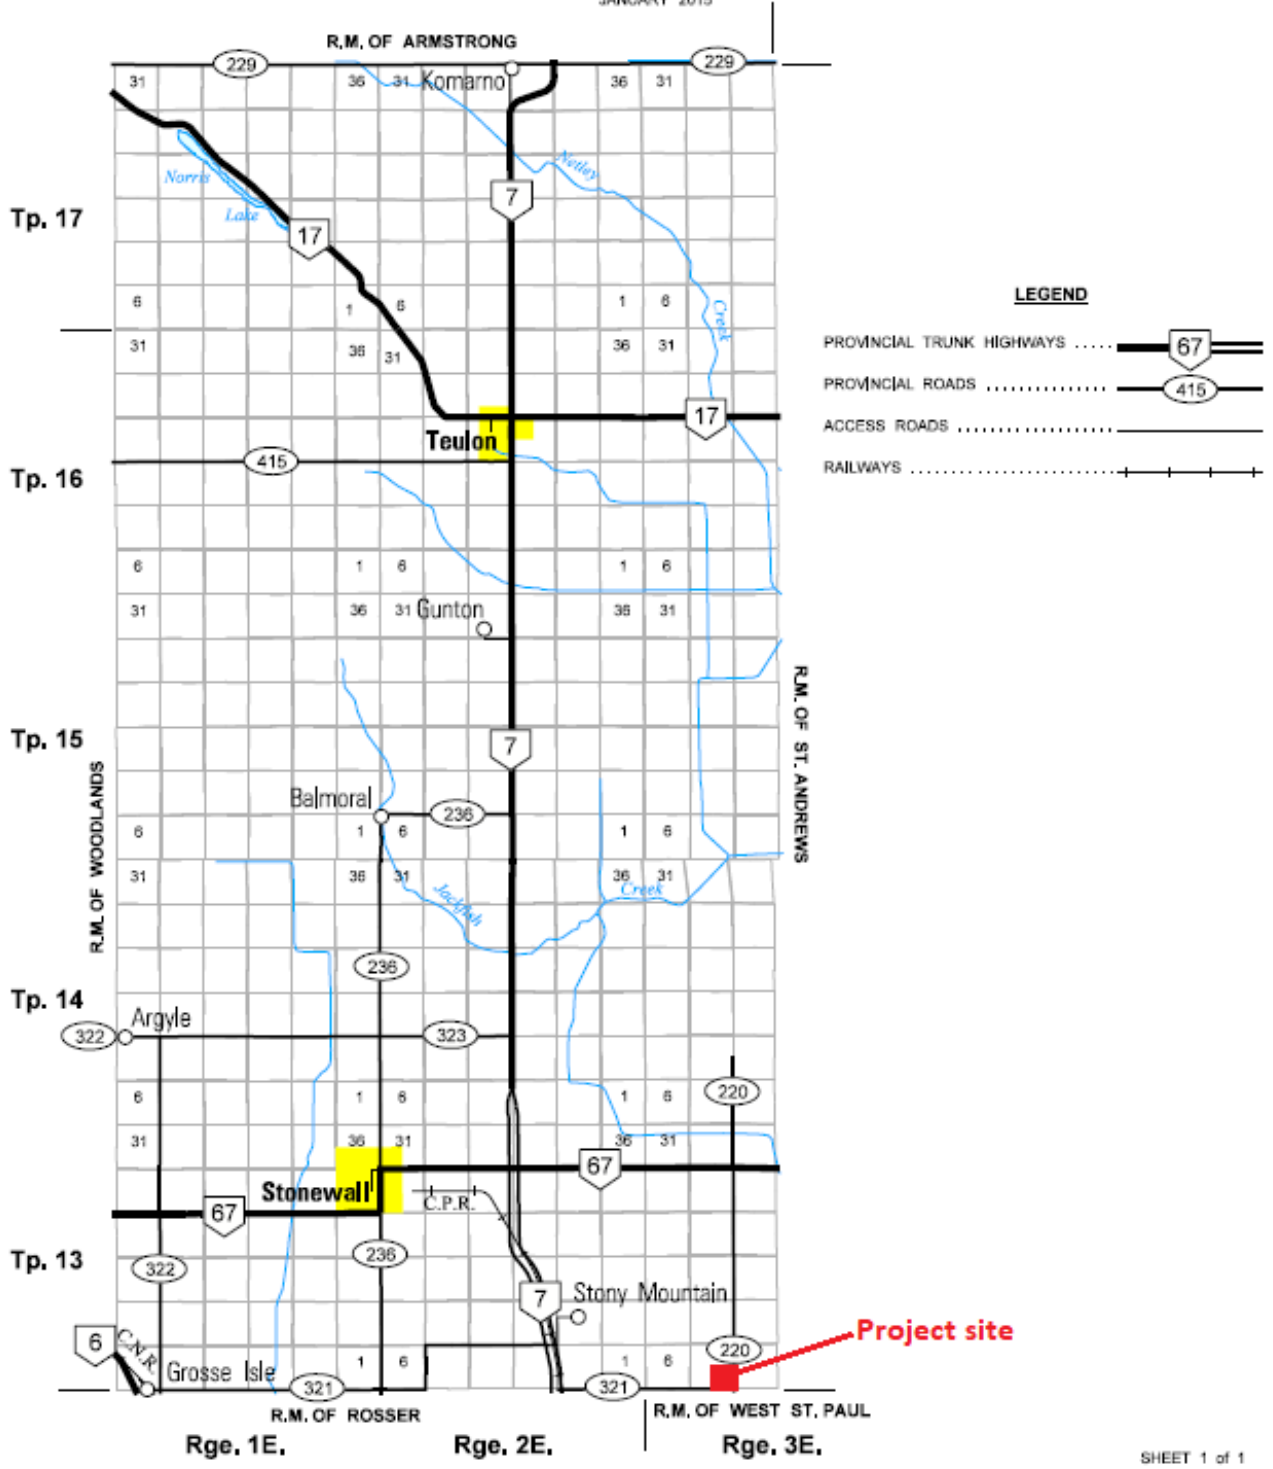 JANUARY 2015
R.M. OF ARMSTRONG
229
229
31
36
31
Komarno
36
31
Netley
Norris
Lake
7
Tp. 17
17
6
1
6
1
6
Creek
LEGEND
31
36
31
36
31
PROVINCIAL TRUNK HIGHWAYS ..... 67
PROVINCIAL ROADS ............... 415
17
ACCESS ROADS ....................
Teulon
415
RAILWAYS ........................
Tp. 16
6
1
6
1
6
31
36
31
Gunton
36
31
R.M. OF ST. ANDREWS
Tp. 15
7
R.M. OF WOODLANDS
Balmoral
236
6
1
6
1
6
31
36
31
36
31
Jackfish
Creek
236
Tp. 14
Argyle
322
323
6
1
6
1
6
220
31
36
31
36
31
67
Stonewall
C.P.R.
67
Tp. 13
236
322
7
Stony Mountain
Project site
6
C.N.R.
Grosse Isle
1
6
1
6
220
321
321
R.M. OF ROSSER
R.M. OF WEST ST. PAUL
Rge. 1E.
Rge. 2E.
Rge. 3E.
SHEET 1 of 1